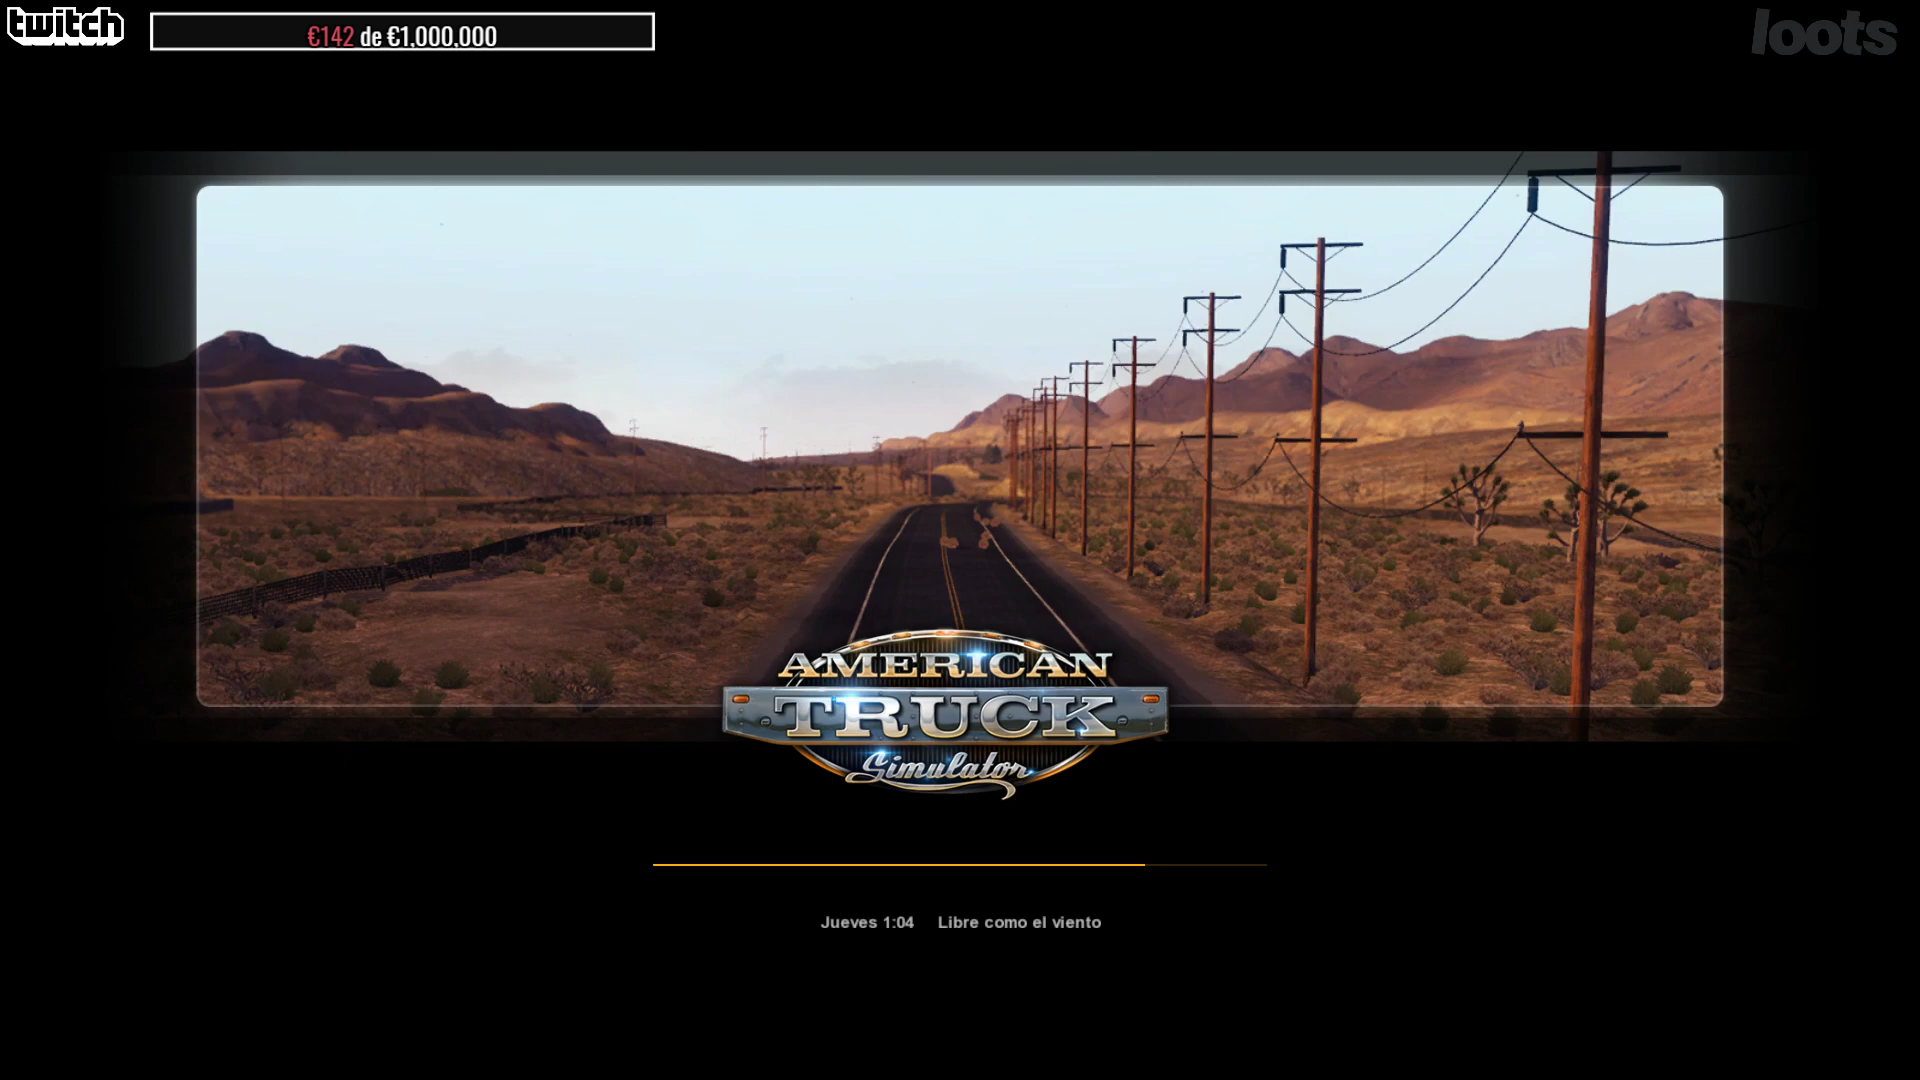 twitch
€142 de €1,000,000
loots
AMERICAN
TRUCK
Simulator
Jueves 1:04 Libre como el viento